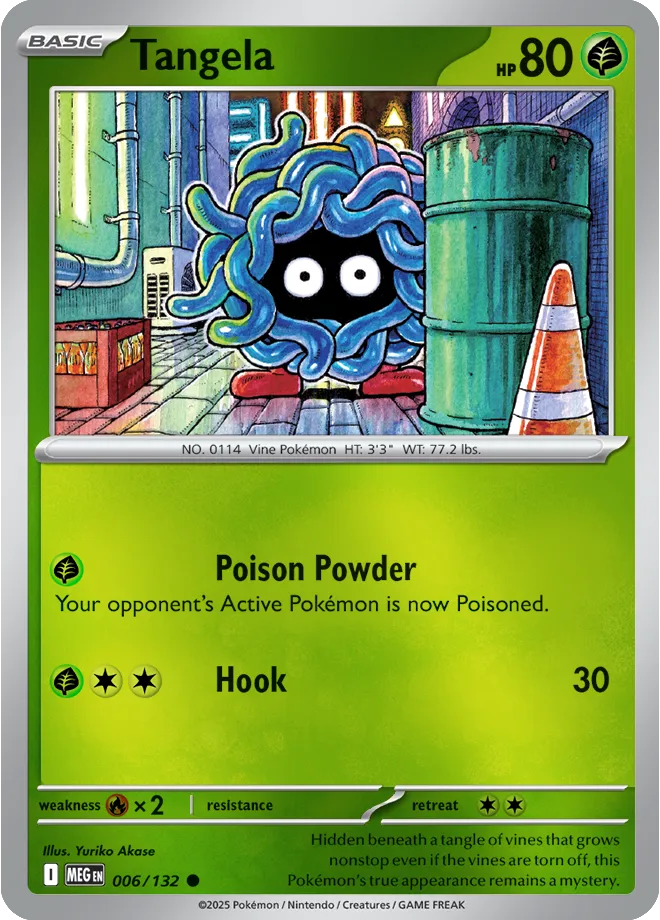 BASIC
Tangela
HP 80
NO. 0114 Vine Pokémon HT: 3'3" WT: 77.2 lbs.
Poison Powder
Your opponent's Active Pokémon is now Poisoned.
Hook 30
weakness ×2 resistance retreat
Illus. Yuriko Akase
Hidden beneath a tangle of vines that grows
nonstop even if the vines are torn off, this
Pokémon's true appearance remains a mystery.
I MEG EN 006/132
©2025 Pokémon / Nintendo / Creatures / GAME FREAK